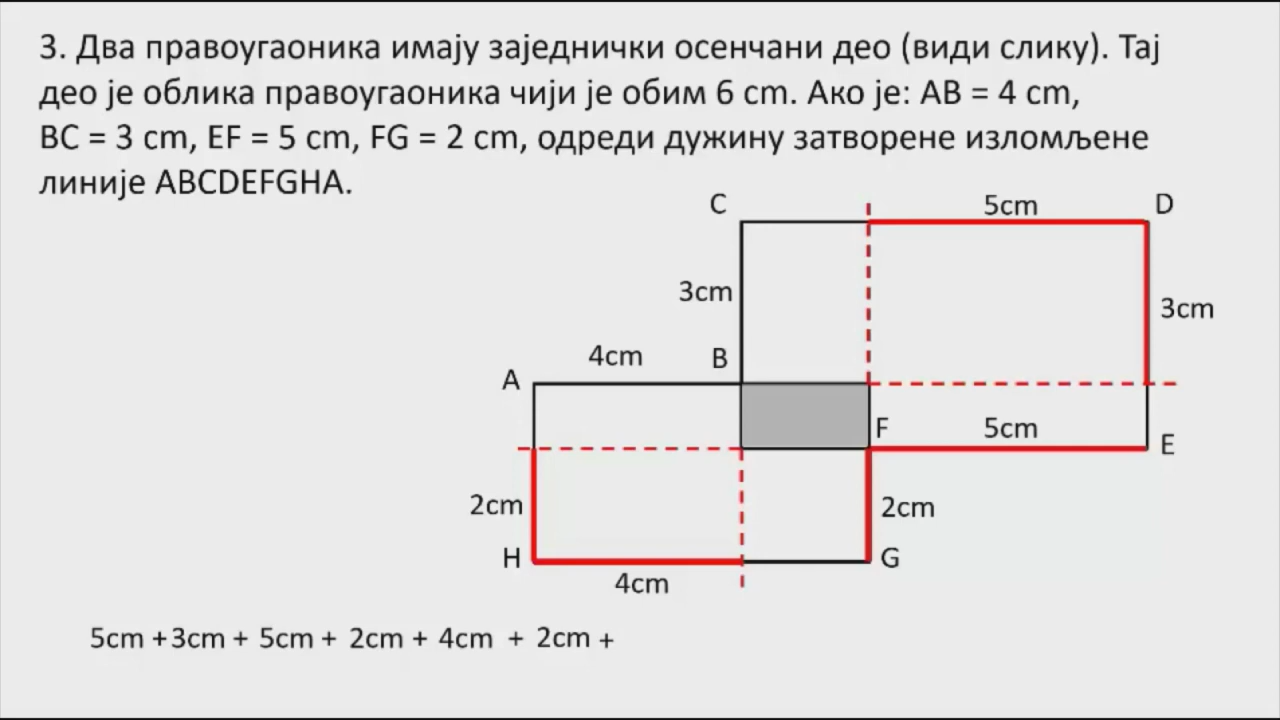 3. Два правоугаоника имају заједнички осенчани део (види слику). Тај
део је облика правоугаоника чији је обим 6 cm. Ако је: AB = 4 cm,
BC = 3 cm, EF = 5 cm, FG = 2 cm, одреди дужину затворене изломљене
линије ABCDEFGHA.
C
5cm
D
3cm
3cm
4cm
B
A
F
5cm
E
2cm
2cm
H
G
4cm
5cm +3cm + 5cm + 2cm + 4cm + 2cm +